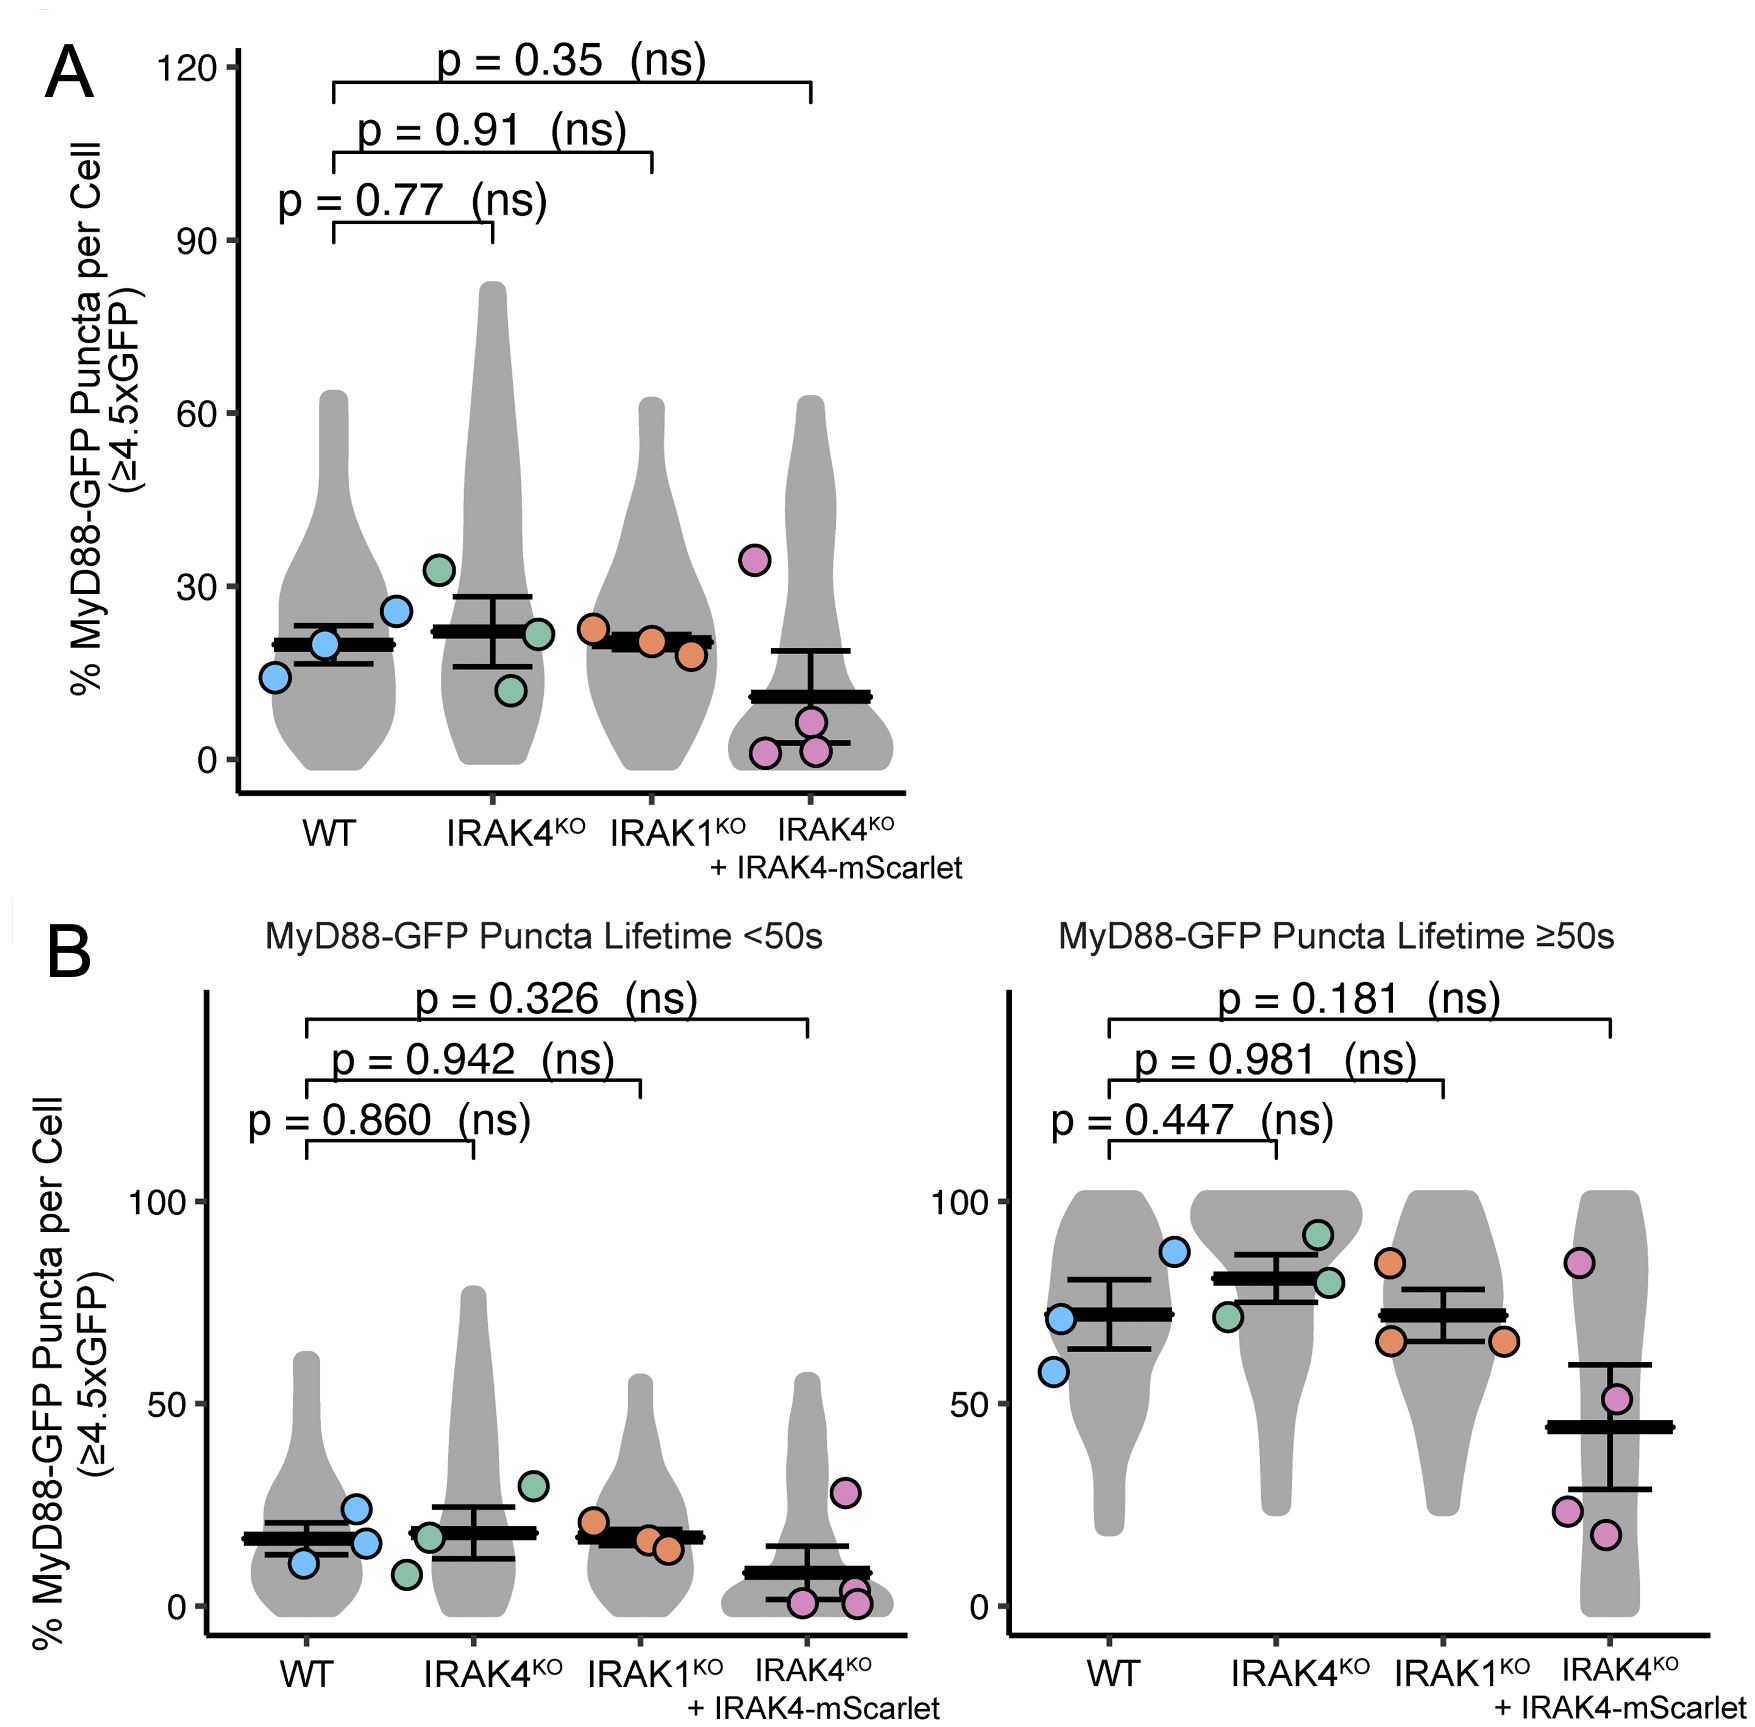 A
p = 0.35 (ns)
p = 0.91 (ns)
p = 0.77 (ns)
% MyD88-GFP Puncta per Cell
(≥4.5xGFP)
120
90
60
30
0
WT
IRAK4ᴷᴼ
IRAK1ᴷᴼ
IRAK4ᴷᴼ
+ IRAK4-mScarlet
B
MyD88-GFP Puncta Lifetime <50s
p = 0.326 (ns)
p = 0.942 (ns)
p = 0.860 (ns)
% MyD88-GFP Puncta per Cell
(≥4.5xGFP)
100
50
0
WT
IRAK4ᴷᴼ
IRAK1ᴷᴼ
IRAK4ᴷᴼ
+ IRAK4-mScarlet
MyD88-GFP Puncta Lifetime ≥50s
p = 0.181 (ns)
p = 0.981 (ns)
p = 0.447 (ns)
100
50
0
WT
IRAK4ᴷᴼ
IRAK1ᴷᴼ
IRAK4ᴷᴼ
+ IRAK4-mScarlet